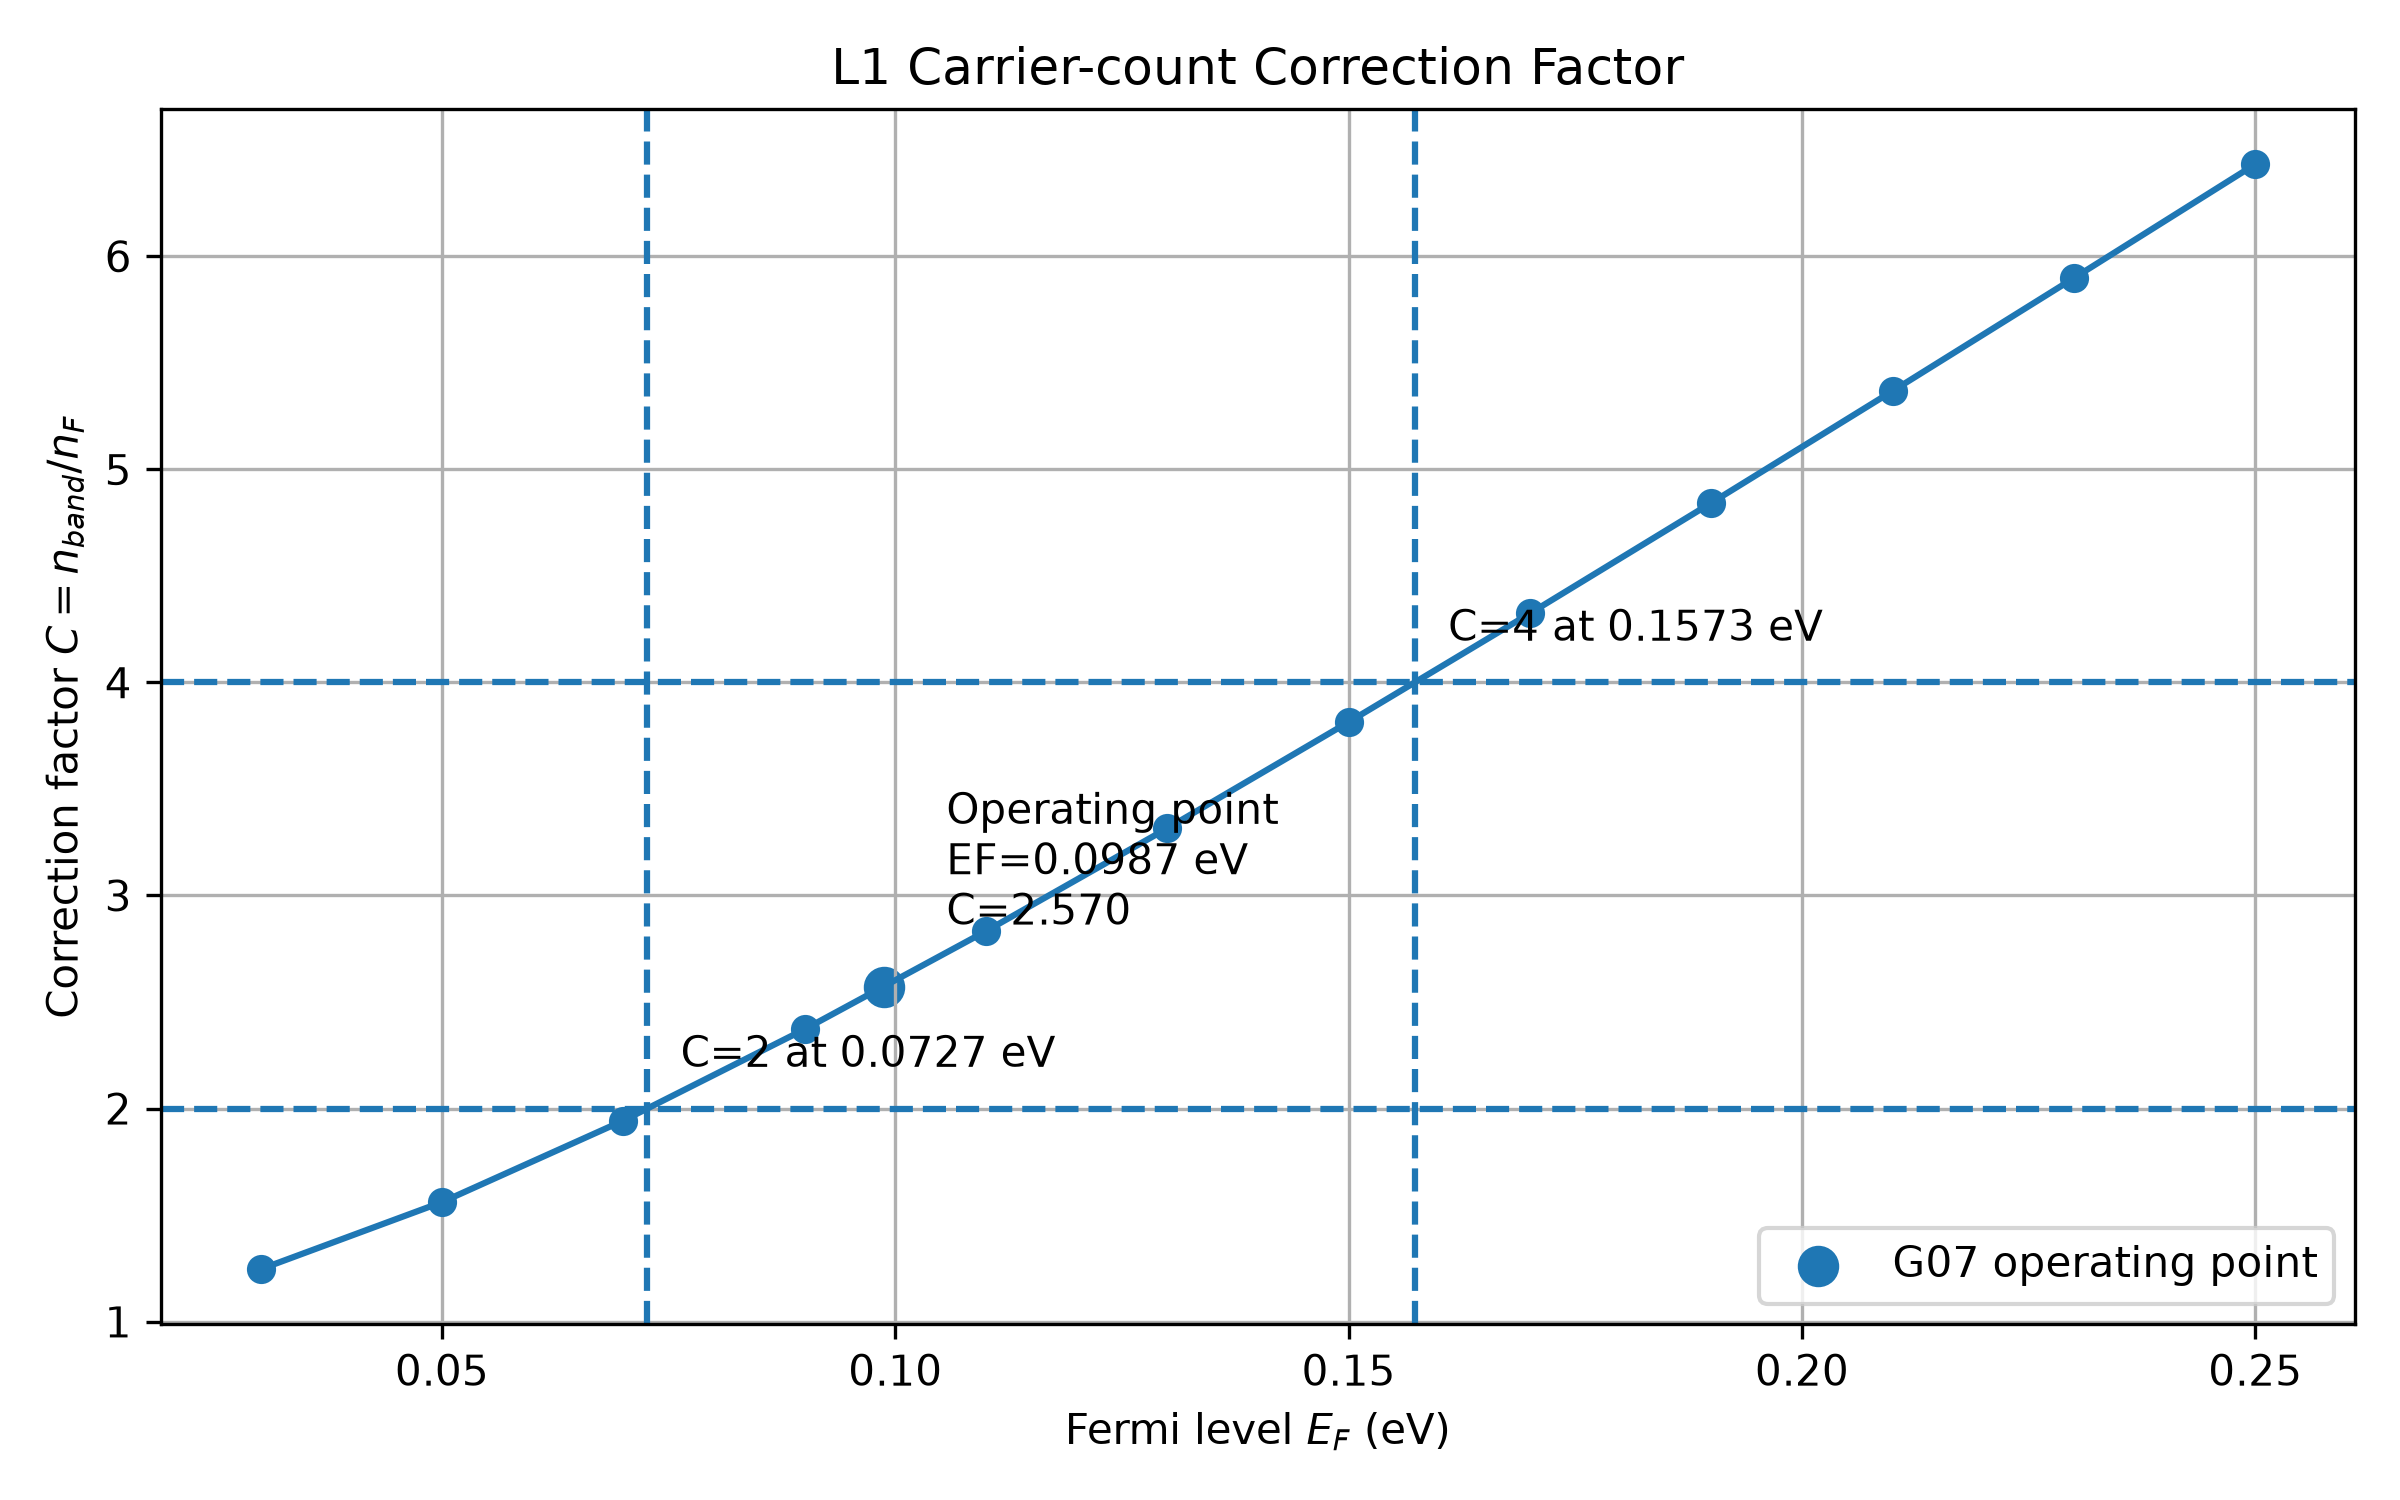 L1 Carrier-count Correction Factor
Correction factor C = n_band/n_F
6
5
4
3
2
1
C=4 at 0.1573 eV
Operating point
EF=0.0987 eV
C=2.570
C=2 at 0.0727 eV
G07 operating point
0.05 0.10 0.15 0.20 0.25
Fermi level E_F (eV)